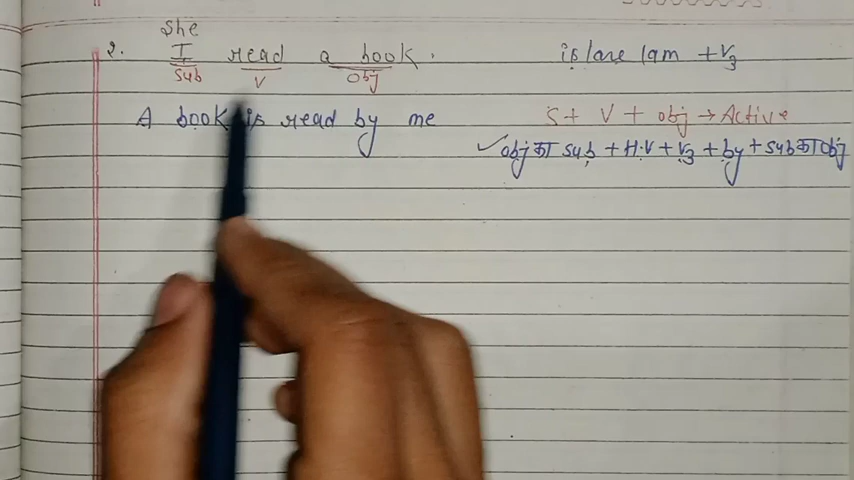 she
2. I read a book.
is/are/am + V3
sub V obj
A book is read by me
S + V + obj → Active
✓ obj का sub + H.V + V3 + by + sub का obj